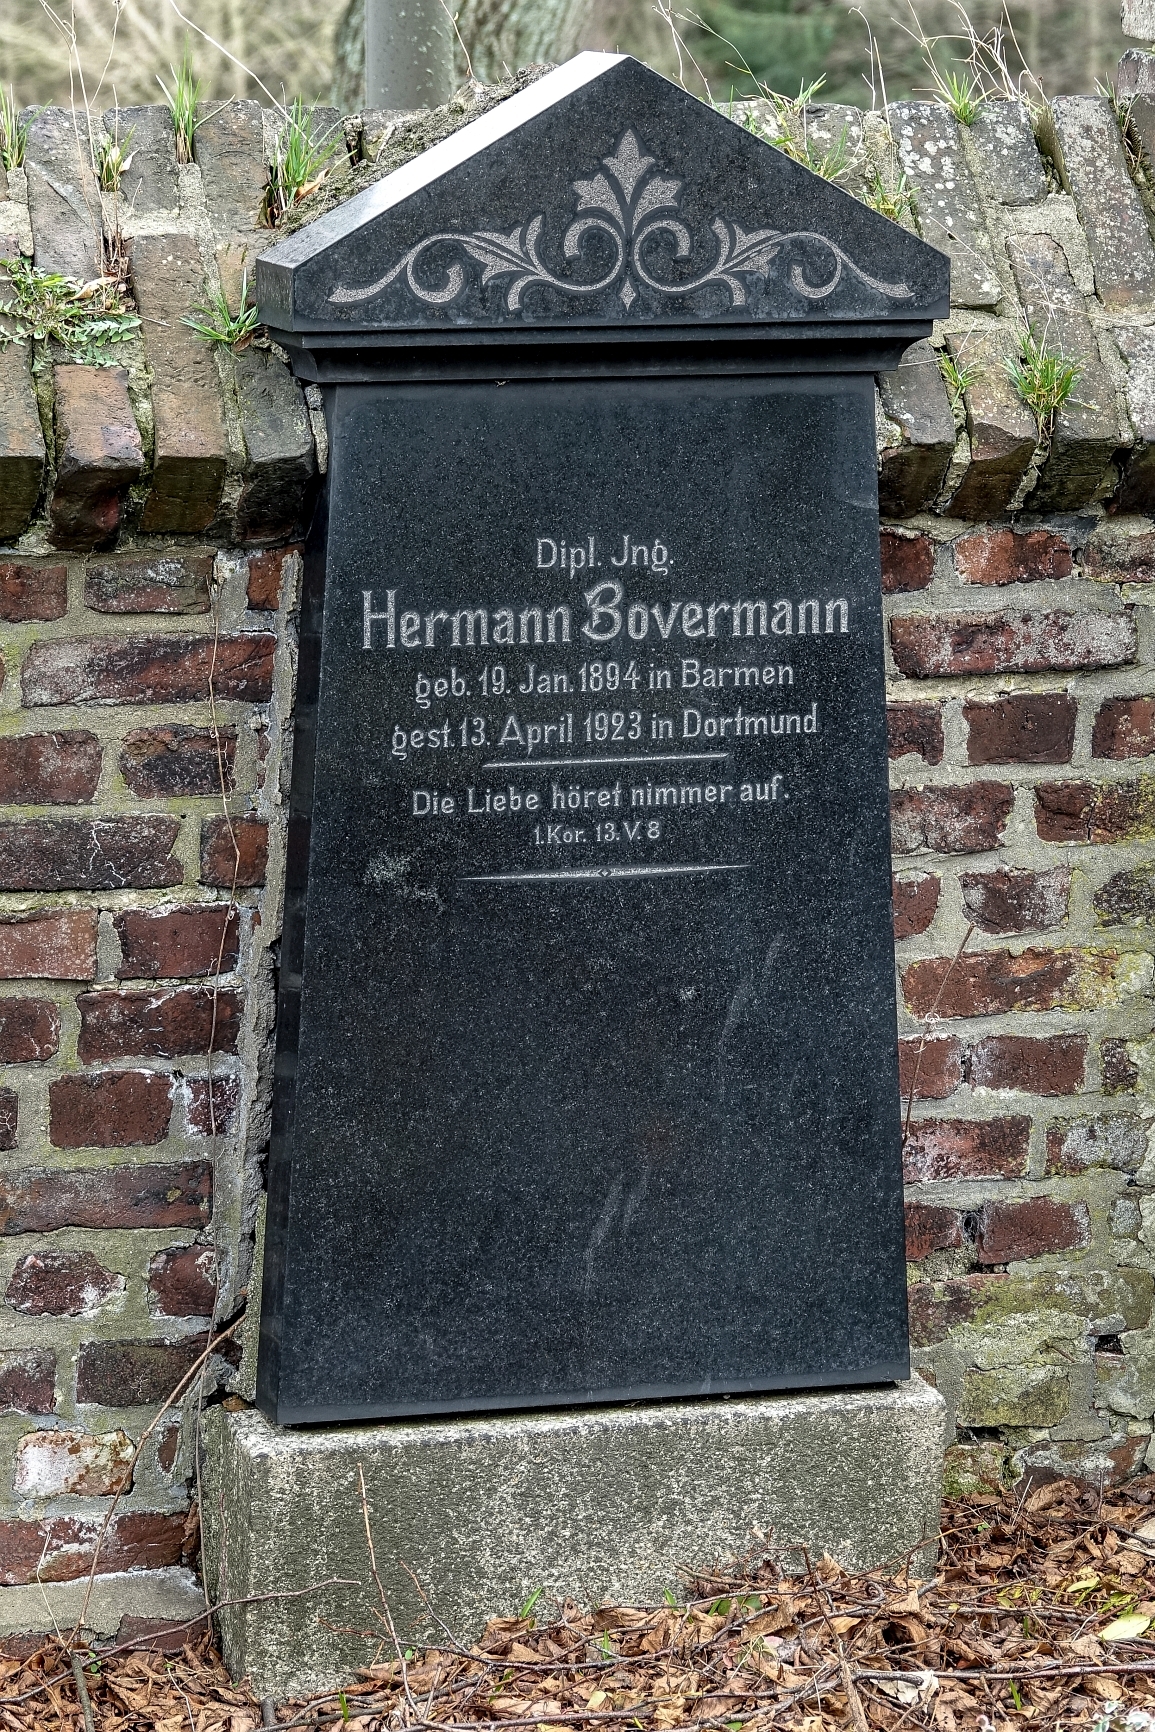 Dipl. Jng.
Hermann Bovermann
geb. 19. Jan. 1894 in Barmen
gest. 13. April 1923 in Dortmund
Die Liebe höret nimmer auf.
1. Kor. 13. V. 8